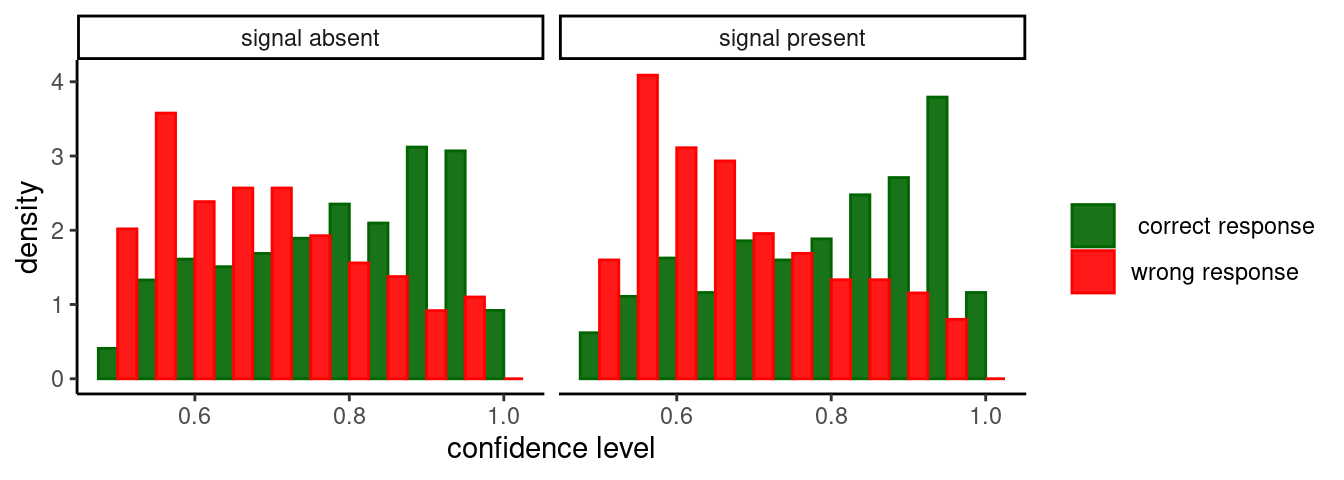 signal absent
signal present
density
4
3
2
1
0
0.6
0.8
1.0
0.6
0.8
1.0
confidence level
correct response
wrong response